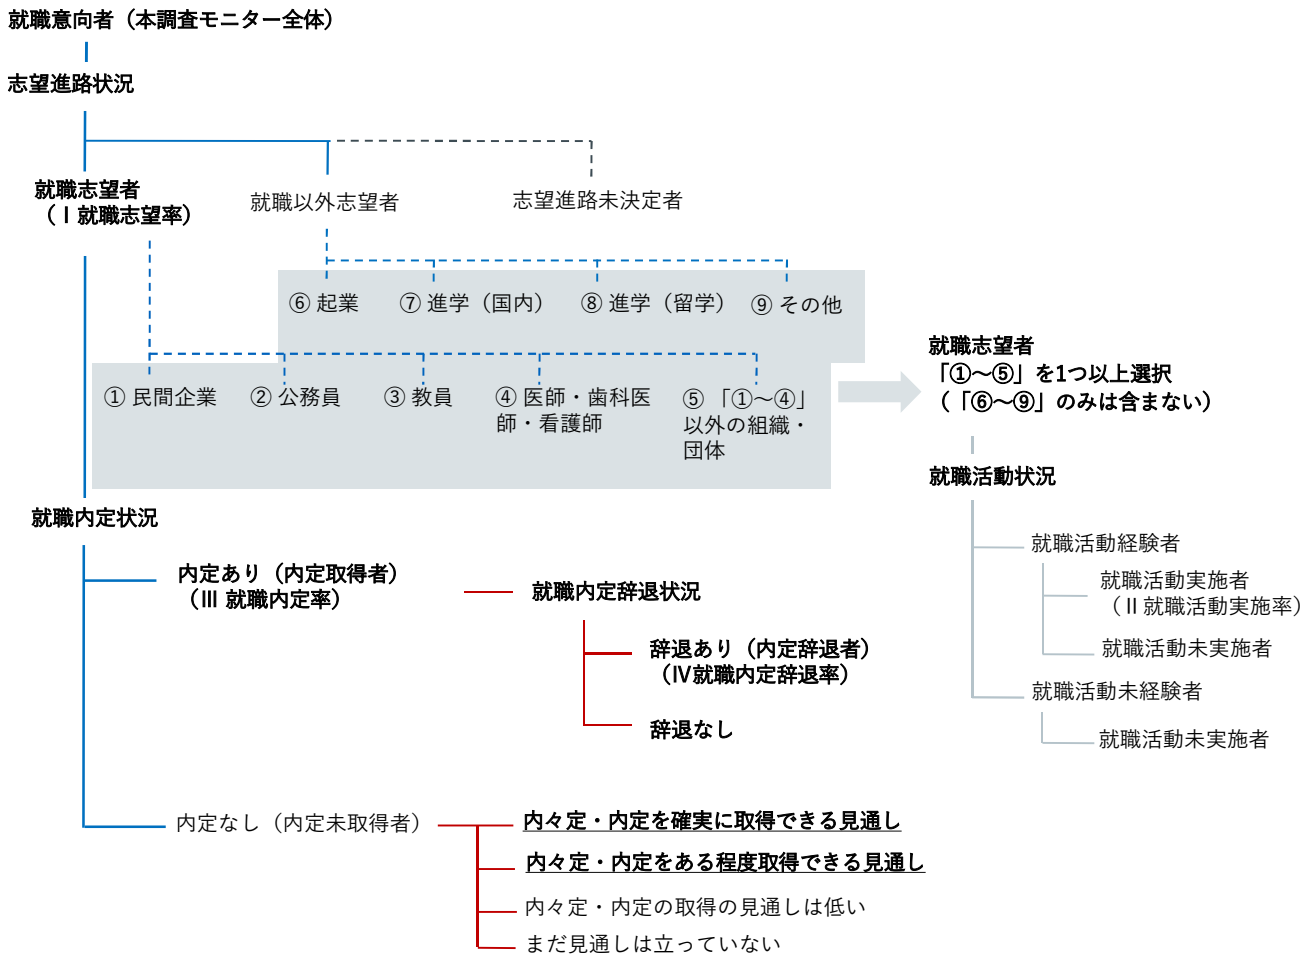 就職意向者（本調査モニター全体）
志望進路状況
就職志望者
（Ⅰ就職志望率）
就職以外志望者
志望進路未決定者
⑥ 起業
⑦ 進学（国内）
⑧ 進学（留学）
⑨ その他
① 民間企業
② 公務員
③ 教員
④ 医師・歯科医
師・看護師
⑤ 「①～④」
以外の組織・
団体
就職志望者
「①～⑤」を1つ以上選択
（「⑥～⑨」のみは含まない）
就職活動状況
就職活動経験者
就職活動実施者
（Ⅱ就職活動実施率）
就職活動未実施者
就職活動未経験者
就職活動未実施者
就職内定状況
内定あり（内定取得者）
（Ⅲ 就職内定率）
就職内定辞退状況
辞退あり（内定辞退者）
（Ⅳ就職内定辞退率）
辞退なし
内定なし（内定未取得者）
内々定・内定を確実に取得できる見通し
内々定・内定をある程度取得できる見通し
内々定・内定の取得の見通しは低い
まだ見通しは立っていない